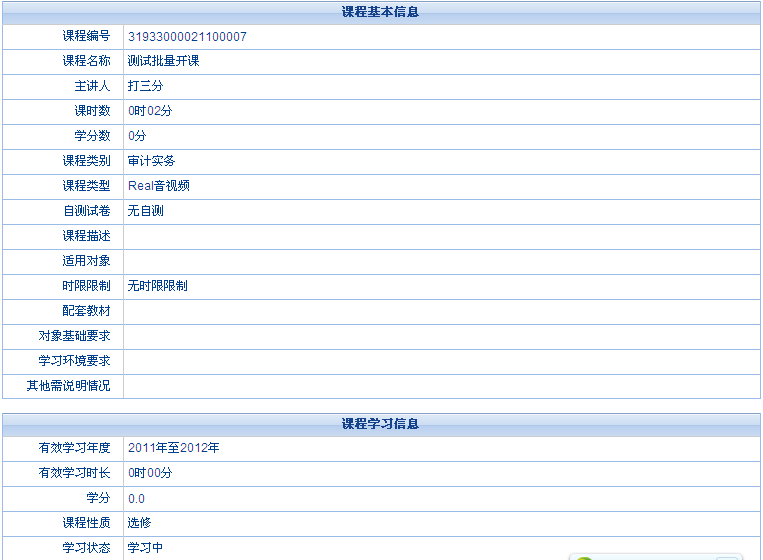 课程基本信息
课程编号 31933000021100007
课程名称 测试批量开课
主讲人 打三分
课时数 0时02分
学分数 0分
课程类别 审计实务
课程类型 Real音视频
自测试卷 无自测
课程描述
适用对象
时限限制 无时限限制
配套教材
对象基础要求
学习环境要求
其他需说明情况
课程学习信息
有效学习年度 2011年至2012年
有效学习时长 0时00分
学分 0.0
课程性质 选修
学习状态 学习中